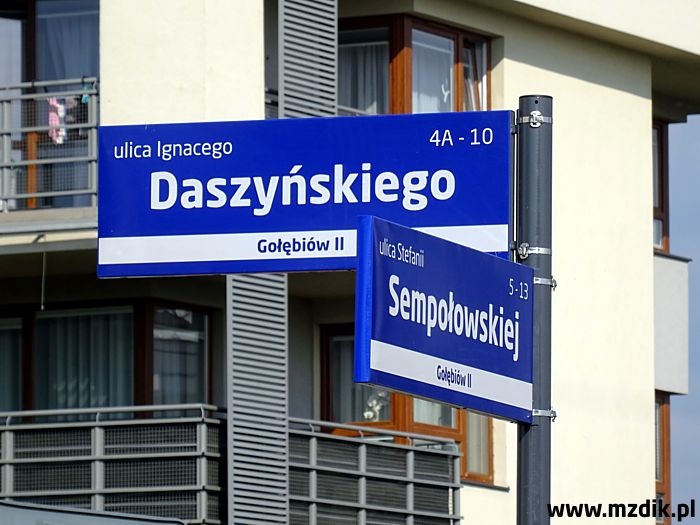 ulica Ignacego
4A - 10
Daszyńskiego
Gołębiów II
ulica Stefanii
5 - 13
Sempołowskiej
Gołębiów II
www.mzdik.pl